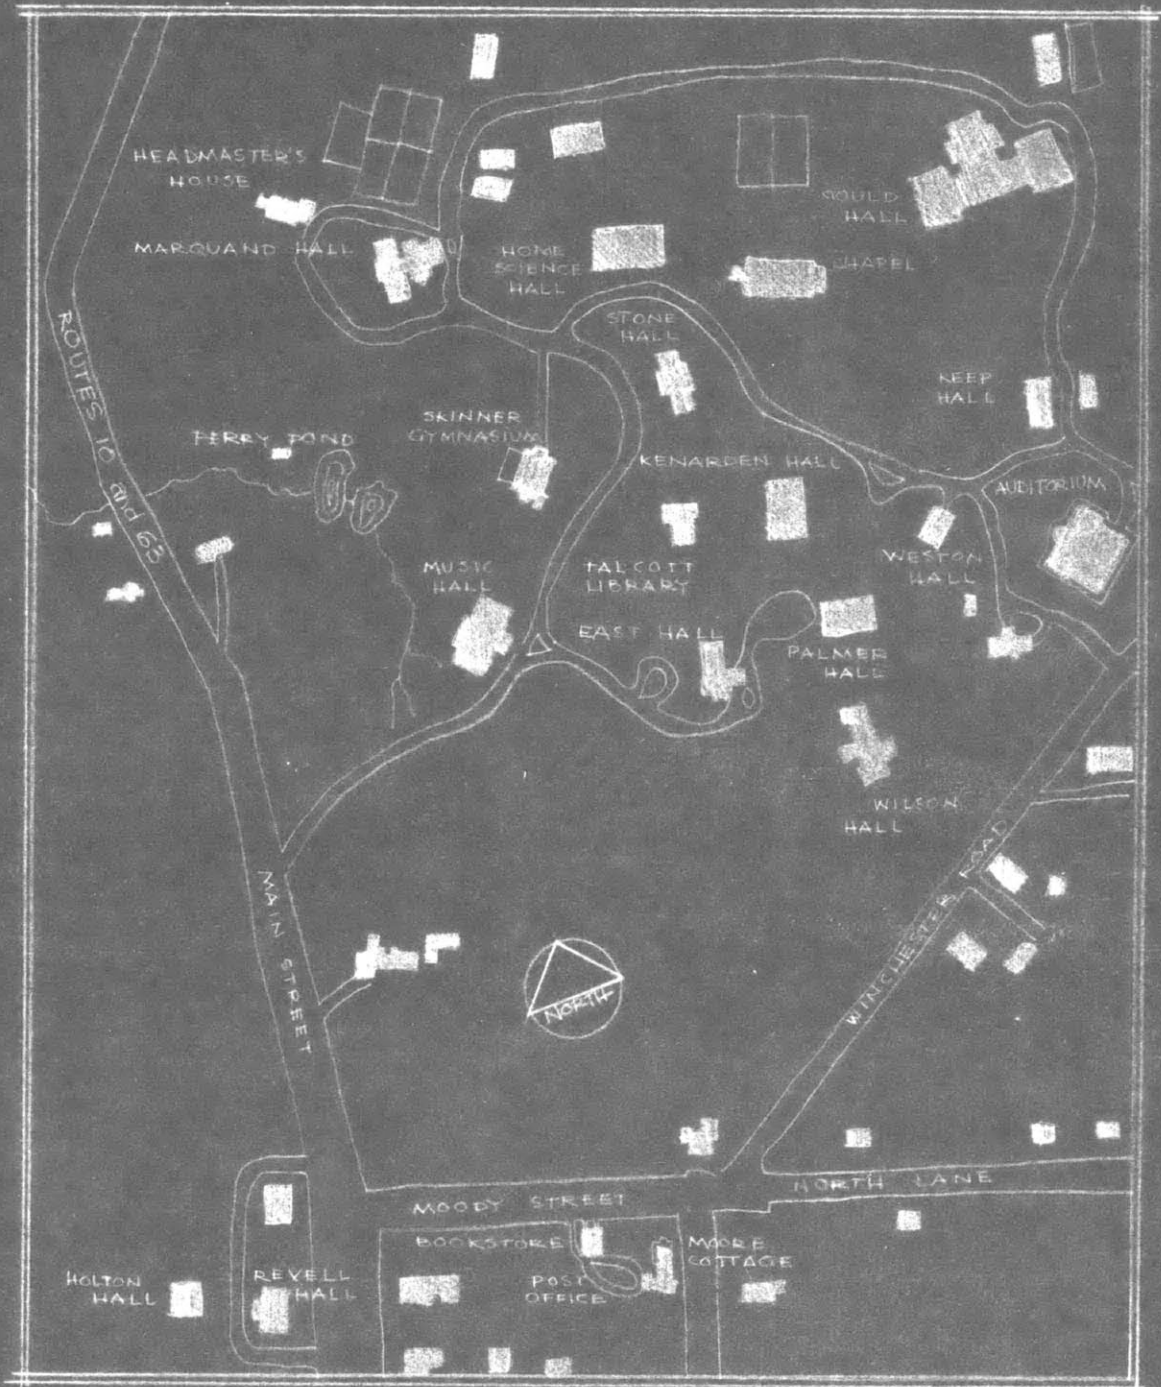 HEADMASTER'S
HOUSE
MARQUAND HALL
HOME
SCIENCE
HALL
GOULD
HALL
CHAPEL
STONE
HALL
ROUTES 10 and 63
PERRY POND
SKINNER
GYMNASIUM
KEEP
HALL
KENARDEN HALL
AUDITORIUM
WESTON
HALL
MUSIC
HALL
TALCOTT
LIBRARY
EAST HALL
PALMER
HALL
WILSON
HALL
WINCHESTER ROAD
MAIN STREET
NORTH
MOODY STREET
NORTH LANE
BOOKSTORE
MOORE
COTTAGE
POST
OFFICE
HOLTON
HALL
REVELL
HALL